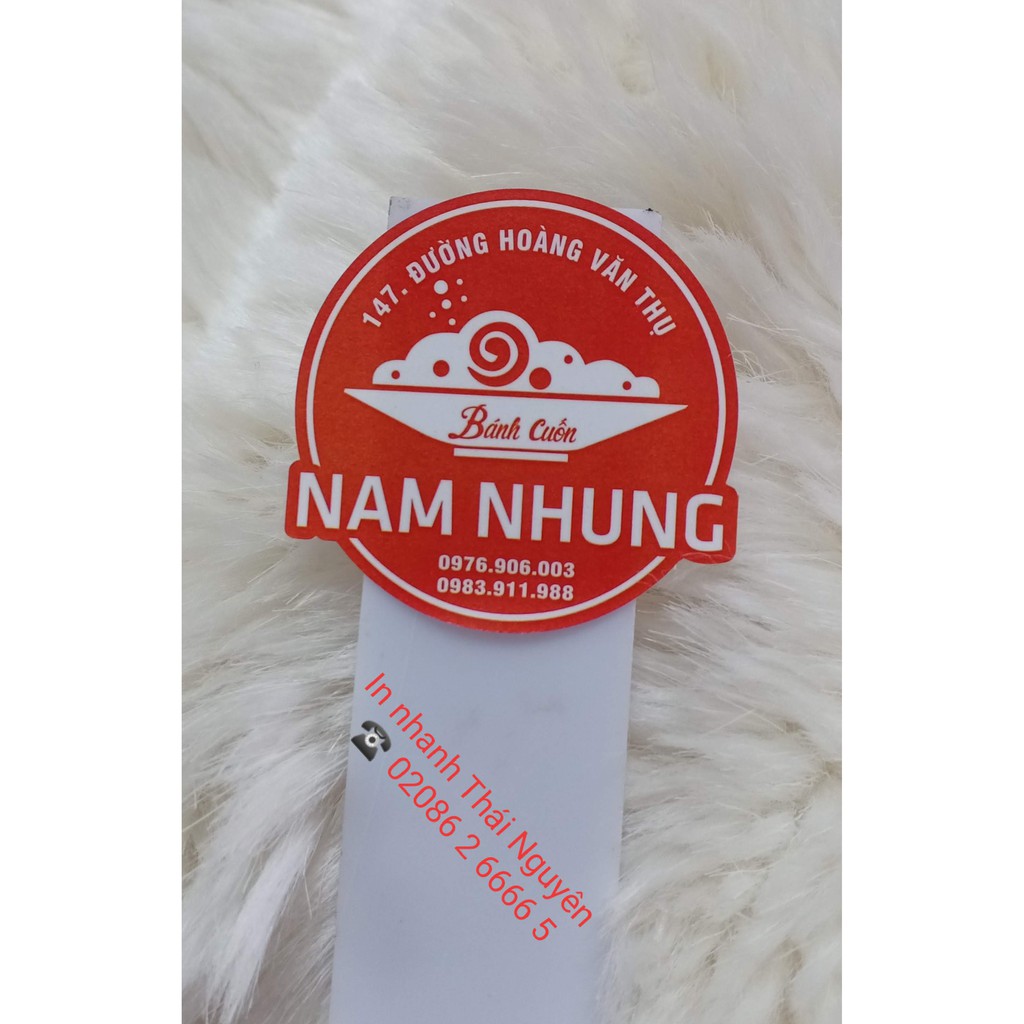 147. ĐƯỜNG HOÀNG VĂN THỤ
Bánh Cuốn
NAM NHUNG
0976.906.003
0983.911.988
In nhanh Thái Nguyên
☎ 02086 2 6666 5